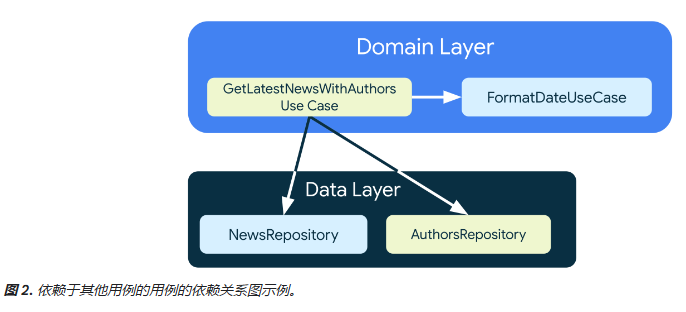 Domain Layer
GetLatestNewsWithAuthors
Use Case
FormatDateUseCase
Data Layer
NewsRepository
AuthorsRepository
图 2. 依赖于其他用例的用例的依赖关系图示例。